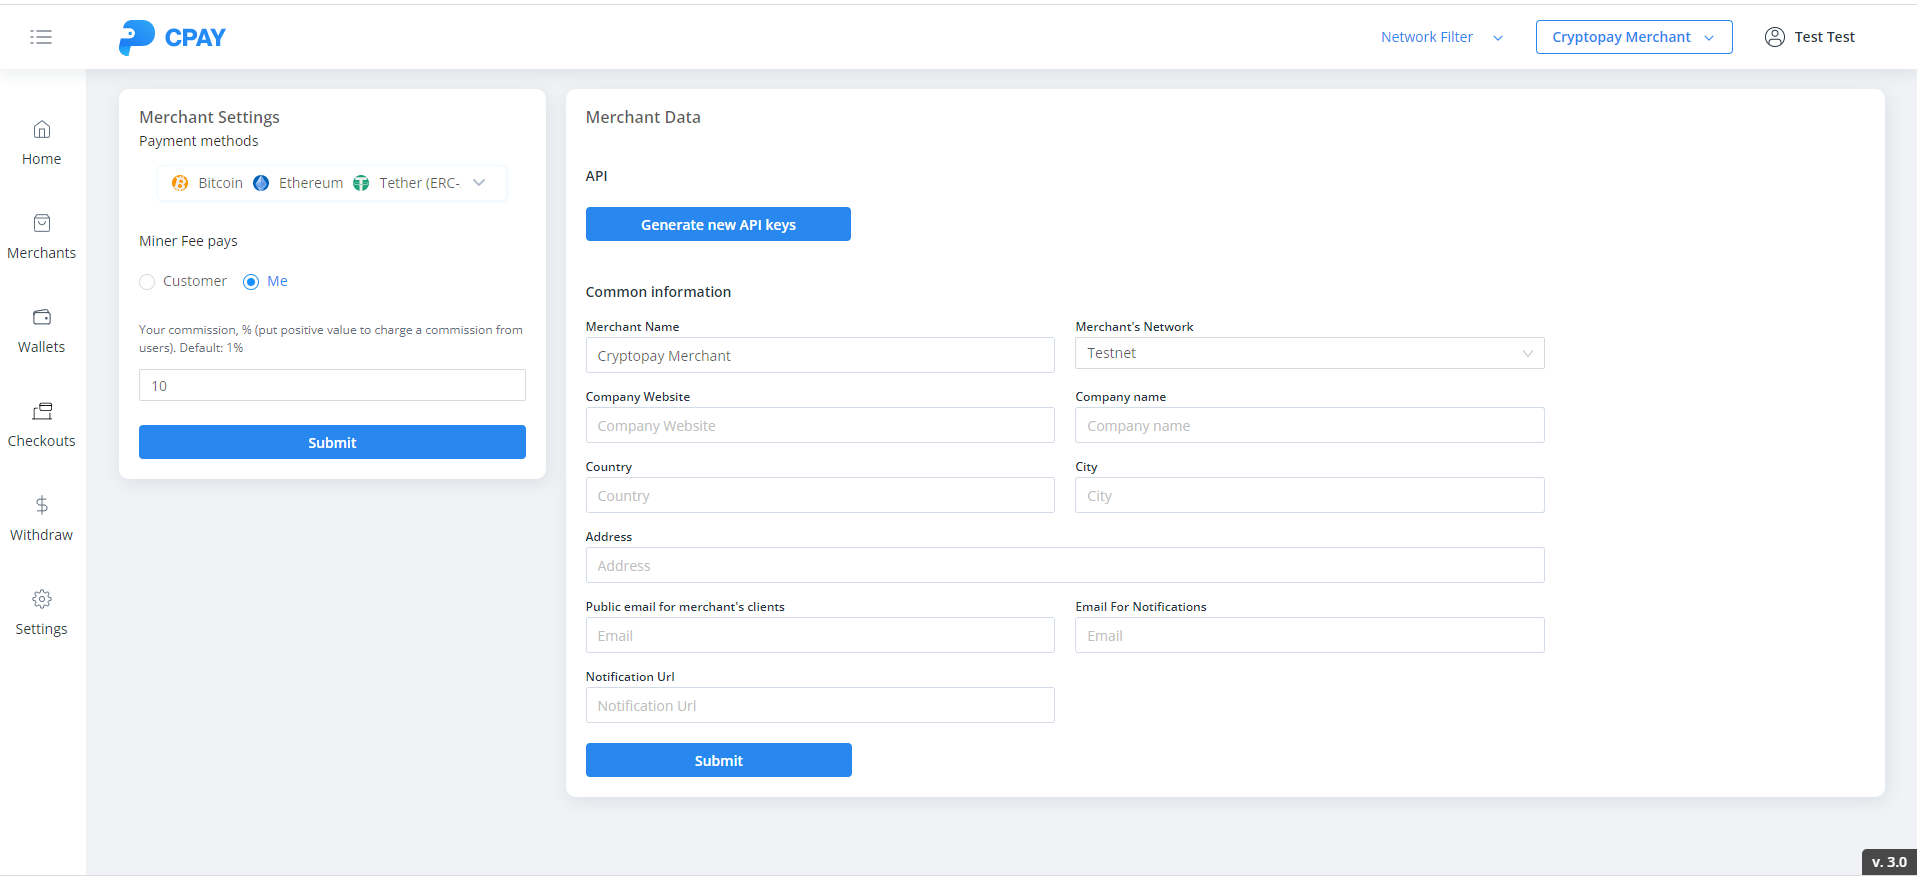 CPAY
Network Filter
Cryptopay Merchant
Test Test
Home
Merchants
Wallets
Checkouts
Withdraw
Settings
Merchant Settings
Payment methods
Bitcoin Ethereum Tether (ERC-
Miner Fee pays
Customer Me
Your commission, % (put positive value to charge a commission from
users). Default: 1%
10
Submit
Merchant Data
API
Generate new API keys
Common information
Merchant Name Merchant's Network
Cryptopay Merchant Testnet
Company Website Company name
Company Website Company name
Country City
Country City
Address
Address
Public email for merchant's clients Email For Notifications
Email Email
Notification Url
Notification Url
Submit
v. 3.0